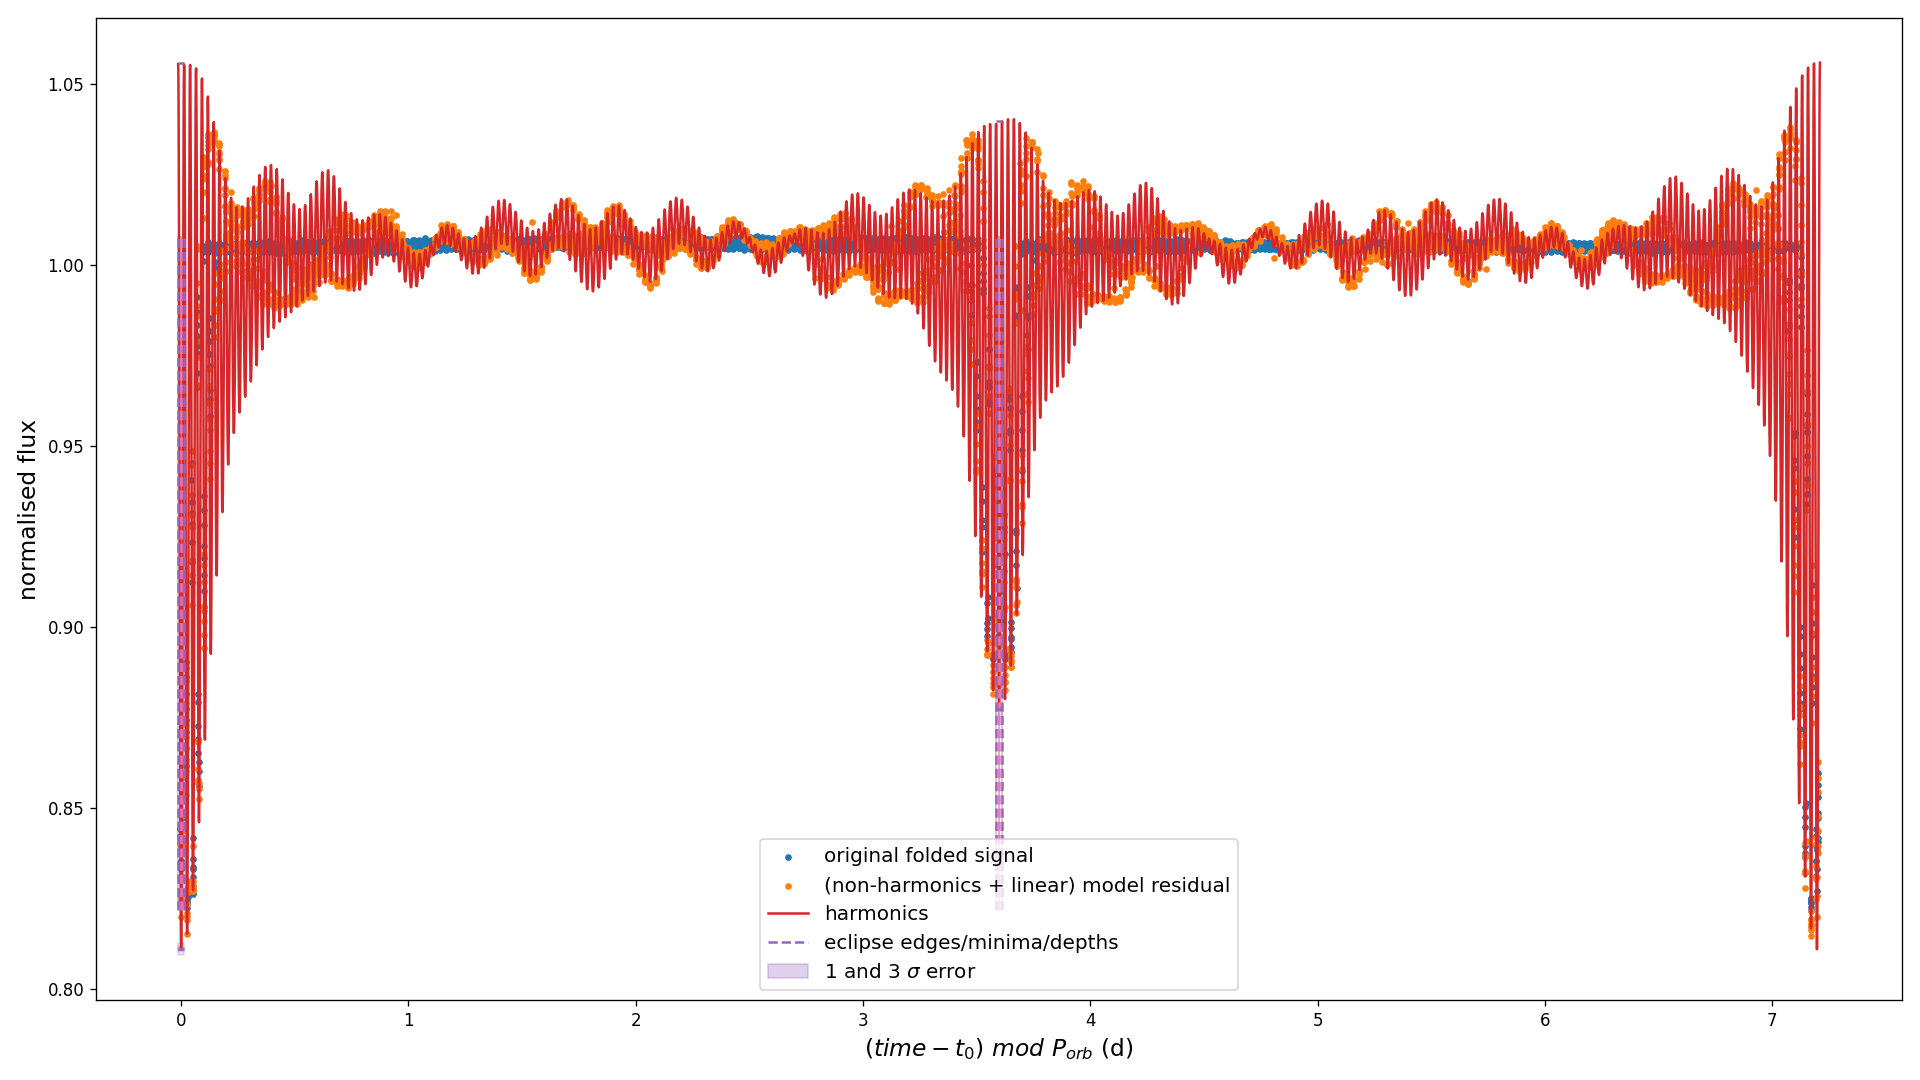 normalised flux
1.05
1.00
0.95
0.90
0.85
0.80
original folded signal
(non-harmonics + linear) model residual
harmonics
eclipse edges/minima/depths
1 and 3 σ error
0 1 2 3 4 5 6 7
(time − t₀) mod P_orb (d)